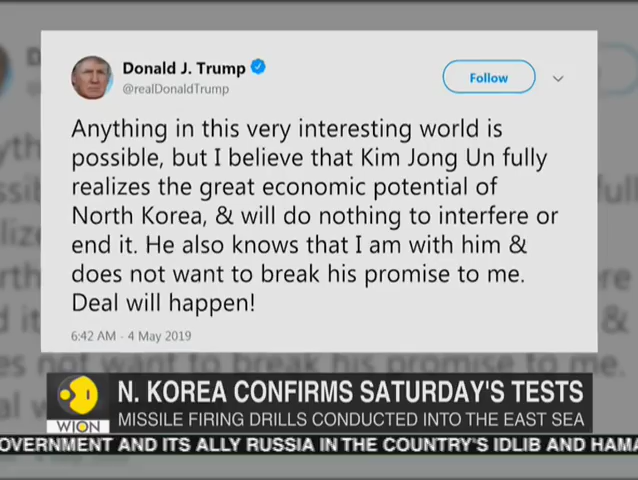 Donald J. Trump
@realDonaldTrump
Follow
Anything in this very interesting world is
possible, but I believe that Kim Jong Un fully
realizes the great economic potential of
North Korea, & will do nothing to interfere or
end it. He also knows that I am with him &
does not want to break his promise to me.
Deal will happen!
6:42 AM - 4 May 2019
N. KOREA CONFIRMS SATURDAY'S TESTS
MISSILE FIRING DRILLS CONDUCTED INTO THE EAST SEA
WION
OVERNMENT AND ITS ALLY RUSSIA IN THE COUNTRY'S IDLIB AND HAMA